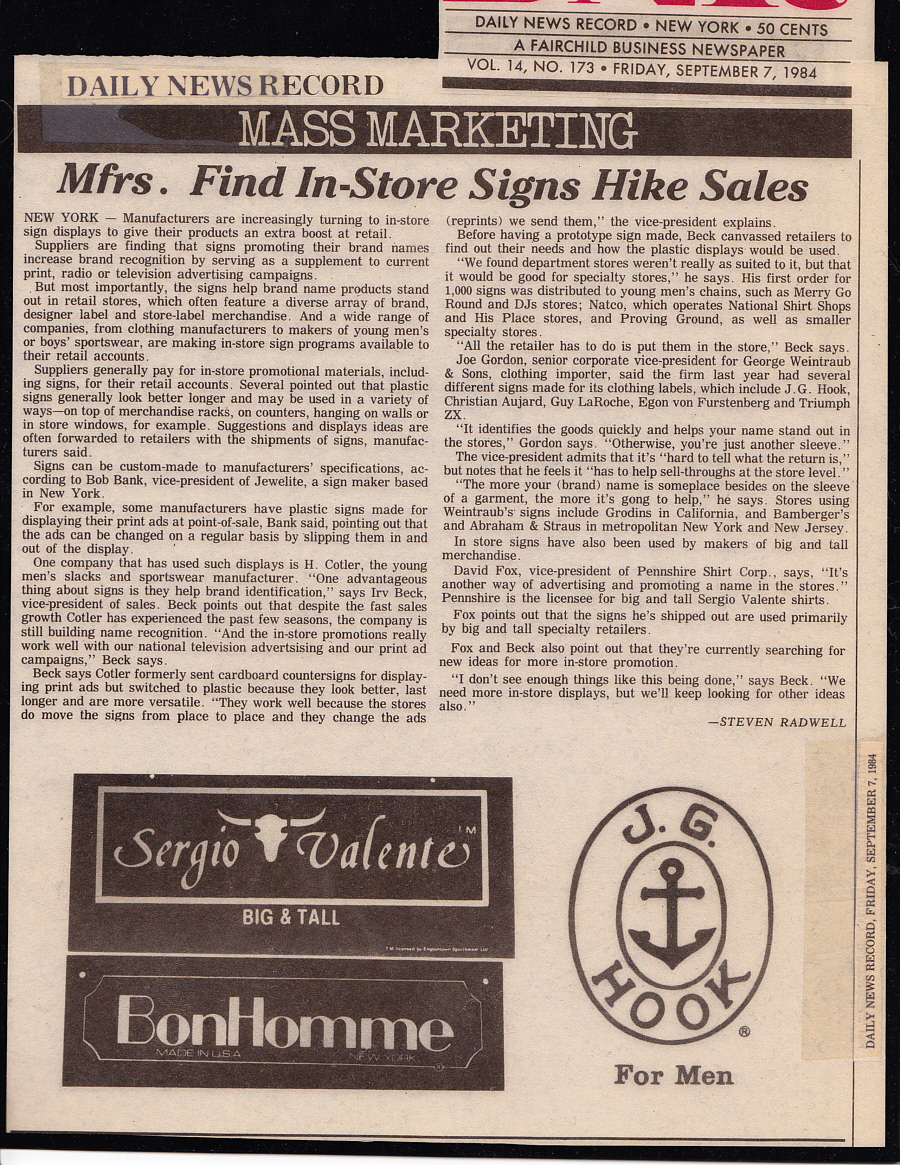 DAILY NEWS RECORD • NEW YORK • 50 CENTS
A FAIRCHILD BUSINESS NEWSPAPER
VOL. 14, NO. 173 • FRIDAY, SEPTEMBER 7, 1984
DAILY NEWS RECORD
MASS MARKETING
Mfrs. Find In-Store Signs Hike Sales
NEW YORK — Manufacturers are increasingly turning to in-store
sign displays to give their products an extra boost at retail.
Suppliers are finding that signs promoting their brand names
increase brand recognition by serving as a supplement to current
print, radio or television advertising campaigns.
But most importantly, the signs help brand name products stand
out in retail stores, which often feature a diverse array of brand,
designer label and store-label merchandise. And a wide range of
companies, from clothing manufacturers to makers of young men's
or boys' sportswear, are making in-store sign programs available to
their retail accounts.
Suppliers generally pay for in-store promotional materials, includ-
ing signs, for their retail accounts. Several pointed out that plastic
signs generally look better longer and may be used in a variety of
ways—on top of merchandise racks, on counters, hanging on walls or
in store windows, for example. Suggestions and displays ideas are
often forwarded to retailers with the shipments of signs, manufac-
turers said.
Signs can be custom-made to manufacturers' specifications, ac-
cording to Bob Bank, vice-president of Jewelite, a sign maker based
in New York.
For example, some manufacturers have plastic signs made for
displaying their print ads at point-of-sale, Bank said, pointing out that
the ads can be changed on a regular basis by slipping them in and
out of the display.
One company that has used such displays is H. Cotler, the young
men's slacks and sportswear manufacturer. "One advantageous
thing about signs is they help brand identification," says Irv Beck,
vice-president of sales. Beck points out that despite the fast sales
growth Cotler has experienced the past few seasons, the company is
still building name recognition. "And the in-store promotions really
work well with our national television advertsising and our print ad
campaigns," Beck says.
Beck says Cotler formerly sent cardboard countersigns for display-
ing print ads but switched to plastic because they look better, last
longer and are more versatile. "They work well because the stores
do move the signs from place to place and they change the ads
(reprints) we send them," the vice-president explains.
Before having a prototype sign made, Beck canvassed retailers to
find out their needs and how the plastic displays would be used.
"We found department stores weren't really as suited to it, but that
it would be good for specialty stores," he says. His first order for
1,000 signs was distributed to young men's chains, such as Merry Go
Round and DJs stores; Natco, which operates National Shirt Shops
and His Place stores, and Proving Ground, as well as smaller
specialty stores.
"All the retailer has to do is put them in the store," Beck says.
Joe Gordon, senior corporate vice-president for George Weintraub
& Sons, clothing importer, said the firm last year had several
different signs made for its clothing labels, which include J.G. Hook,
Christian Aujard, Guy LaRoche, Egon von Furstenberg and Triumph
ZX.
"It identifies the goods quickly and helps your name stand out in
the stores," Gordon says. "Otherwise, you're just another sleeve."
The vice-president admits that it's "hard to tell what the return is,"
but notes that he feels it "has to help sell-throughs at the store level."
"The more your (brand) name is someplace besides on the sleeve
of a garment, the more it's gong to help," he says. Stores using
Weintraub's signs include Grodins in California, and Bamberger's
and Abraham & Straus in metropolitan New York and New Jersey.
In store signs have also been used by makers of big and tall
merchandise.
David Fox, vice-president of Pennshire Shirt Corp., says, "It's
another way of advertising and promoting a name in the stores."
Pennshire is the licensee for big and tall Sergio Valente shirts.
Fox points out that the signs he's shipped out are used primarily
by big and tall specialty retailers.
Fox and Beck also point out that they're currently searching for
new ideas for more in-store promotion.
"I don't see enough things like this being done," says Beck. "We
need more in-store displays, but we'll keep looking for other ideas
also."
—STEVEN RADWELL
Sergio Valente TM
BIG & TALL
T.M. licensed by Englishtown Sportswear Ltd.
BonHomme
MADE IN U.S.A. NEW YORK ®
J. G.
HOOK
®
For Men
DAILY NEWS RECORD, FRIDAY, SEPTEMBER 7, 1984